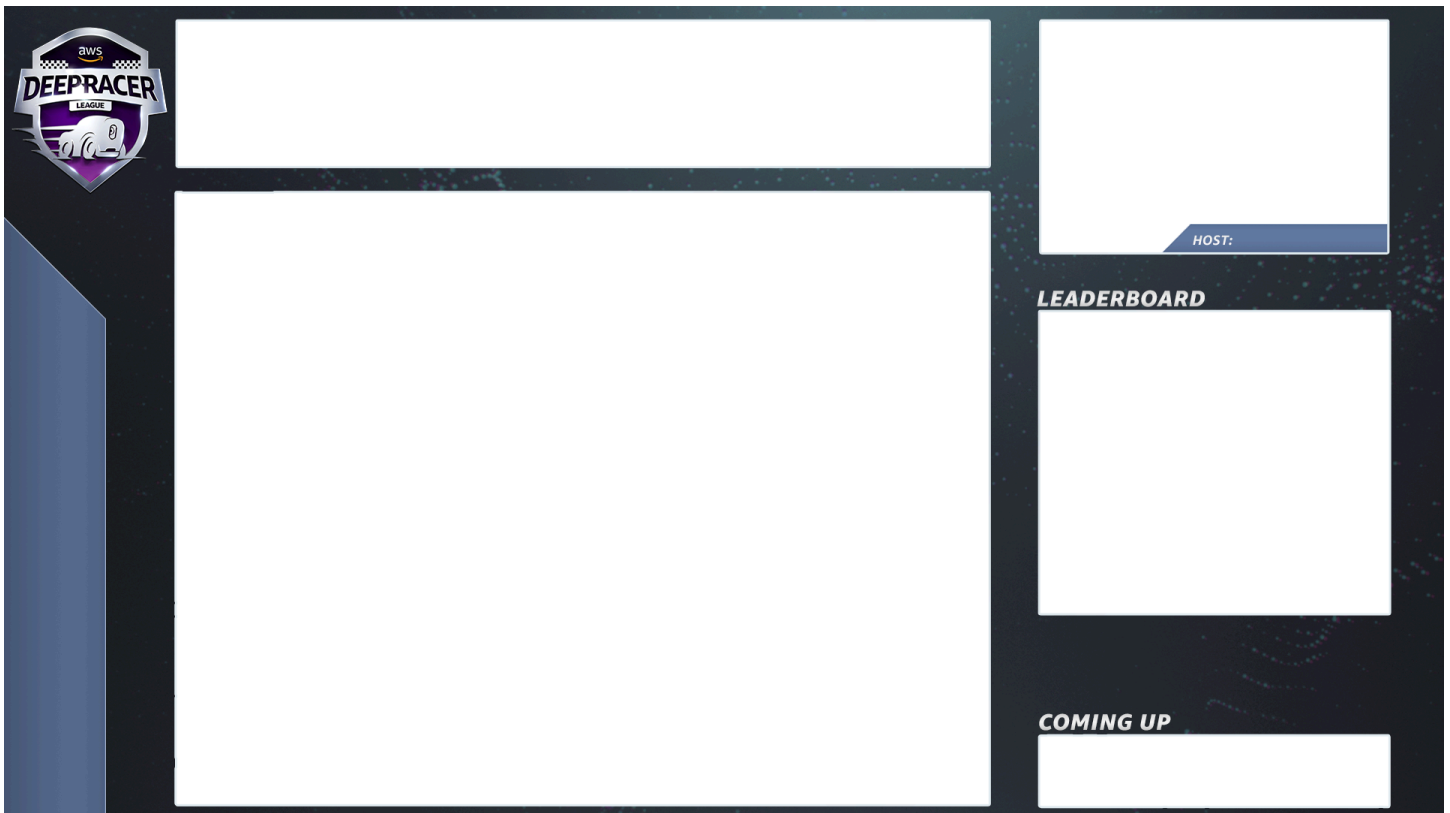 aws
DEEPRACER
LEAGUE
HOST:
LEADERBOARD
COMING UP